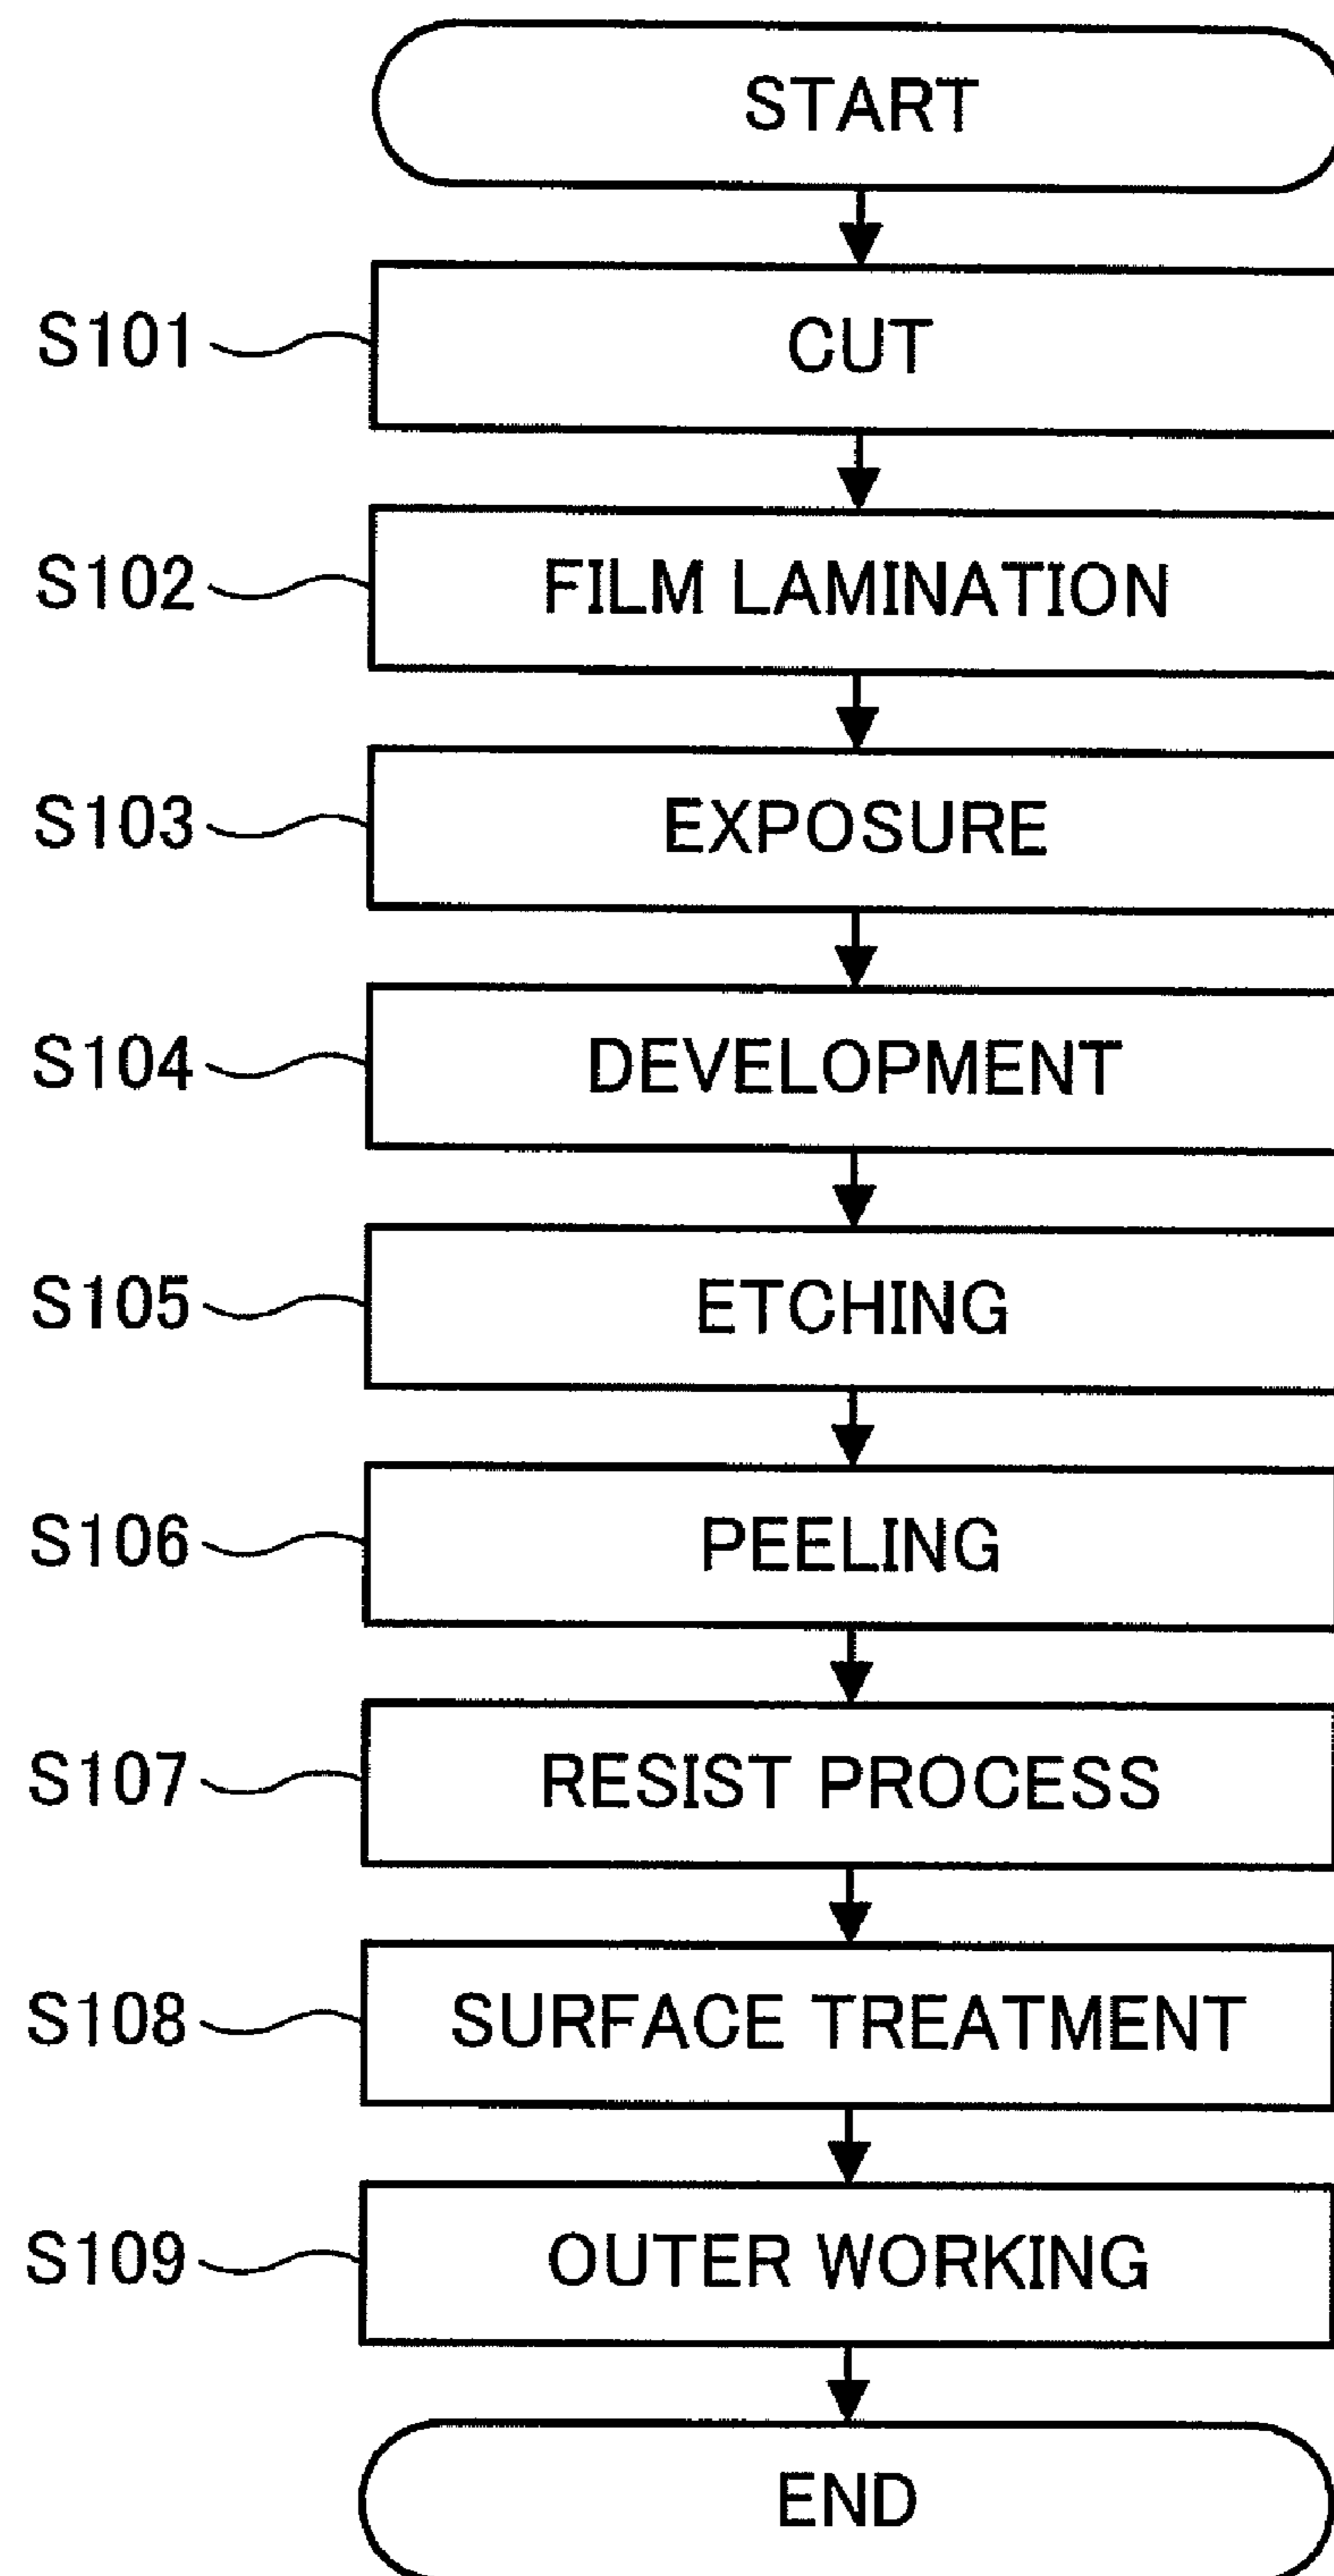 START
S101 CUT
S102 FILM LAMINATION
S103 EXPOSURE
S104 DEVELOPMENT
S105 ETCHING
S106 PEELING
S107 RESIST PROCESS
S108 SURFACE TREATMENT
S109 OUTER WORKING
END